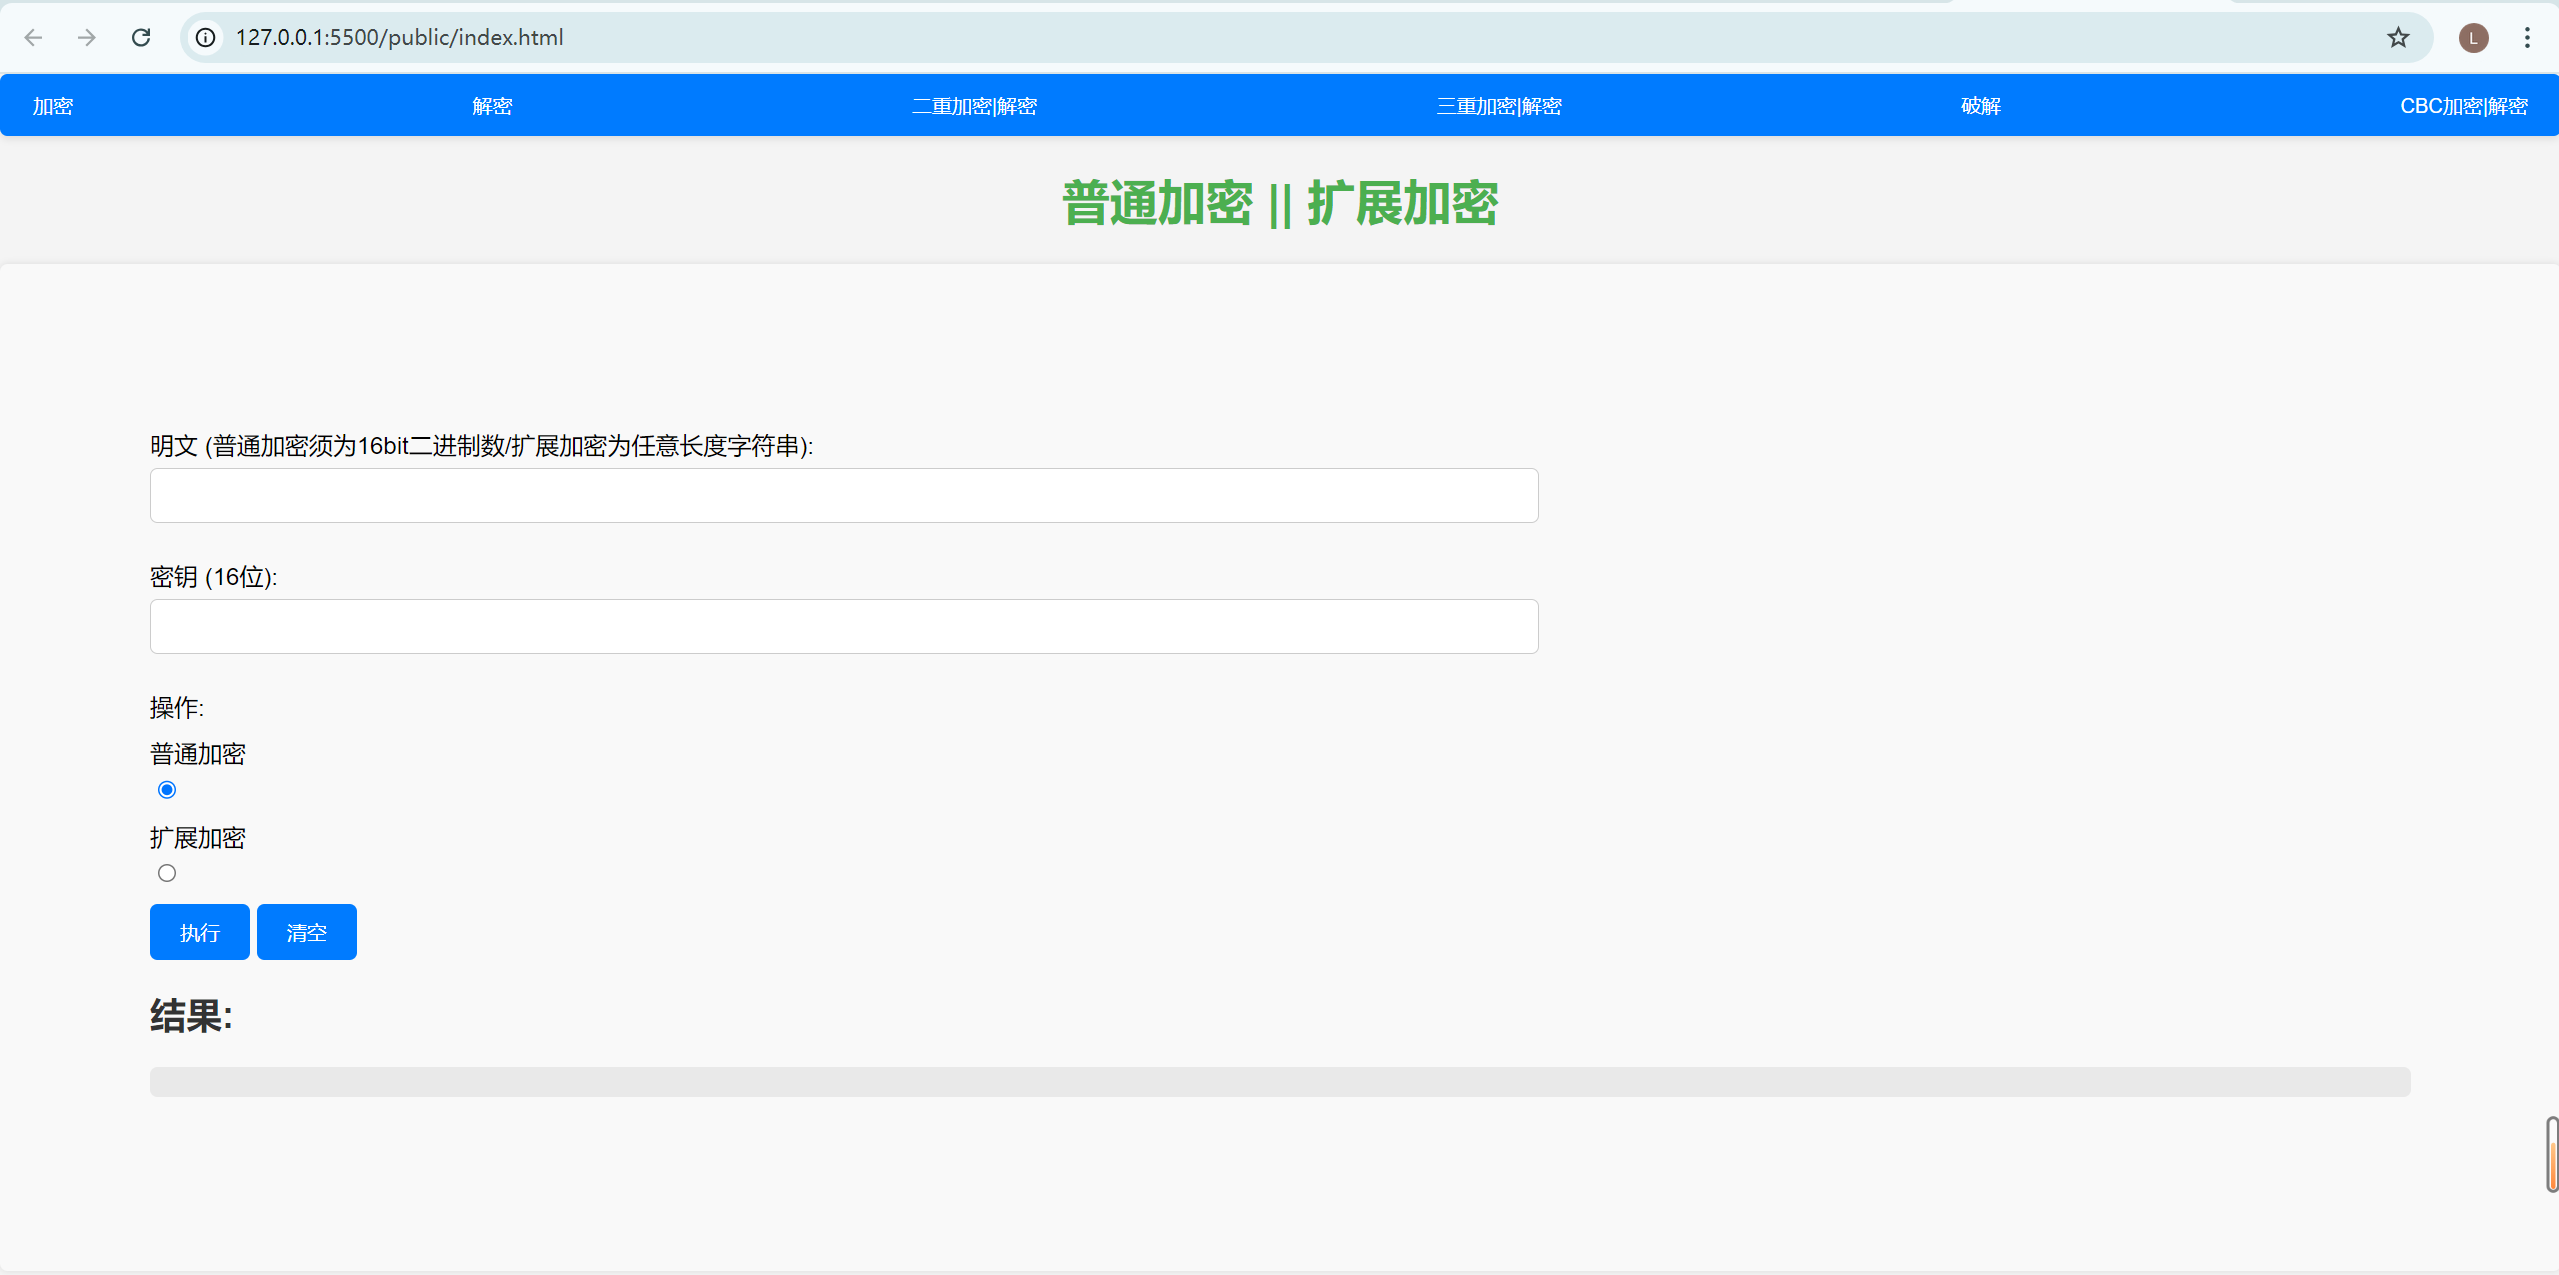 127.0.0.1:5500/public/index.html
L
加密 解密 二重加密|解密 三重加密|解密 破解 CBC加密|解密
普通加密 || 扩展加密
明文 (普通加密须为16bit二进制数/扩展加密为任意长度字符串):
密钥 (16位):
操作:
普通加密
扩展加密
执行 清空
结果: